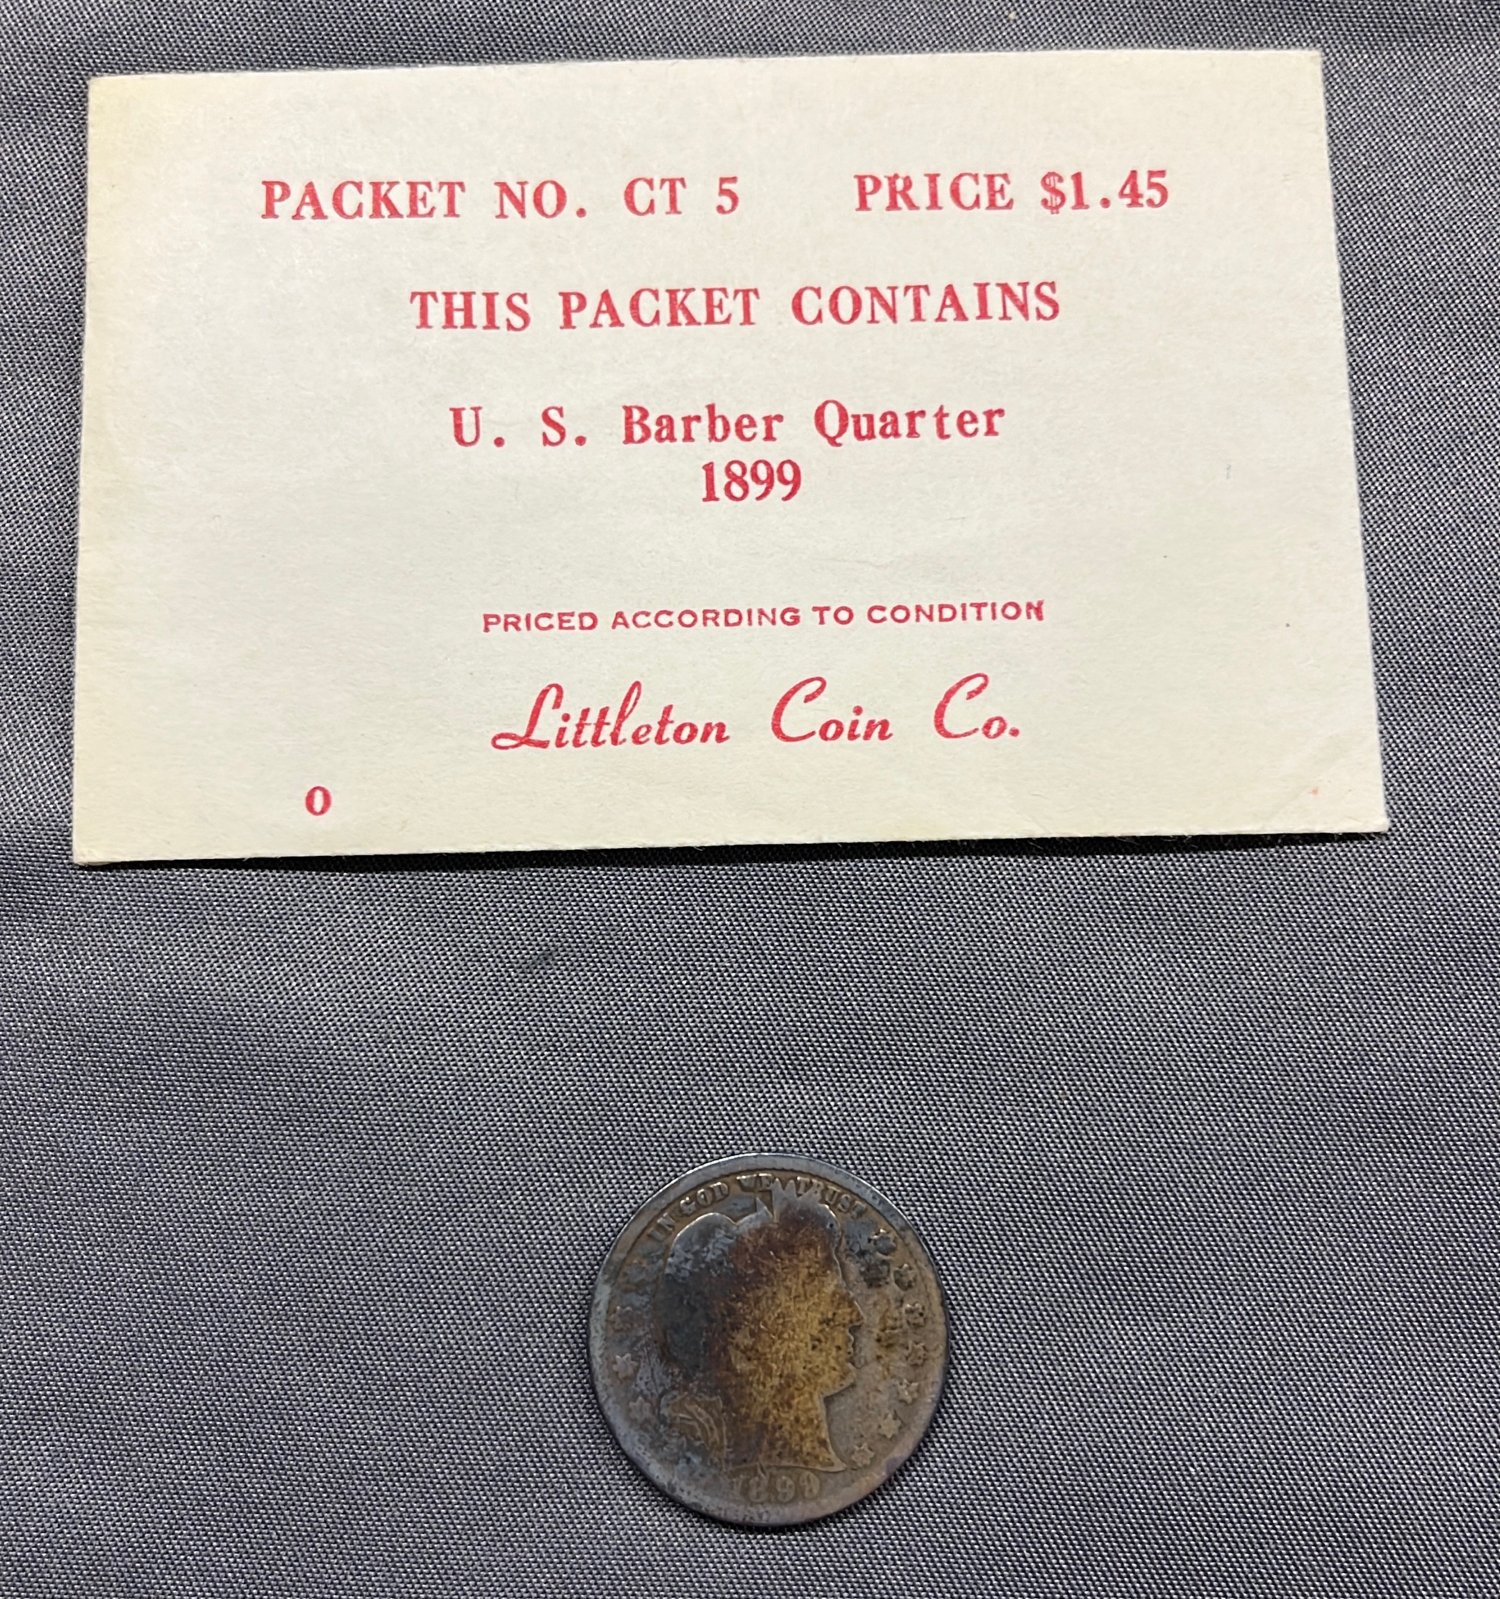 PACKET NO. CT 5 PRICE $1.45
THIS PACKET CONTAINS
U. S. Barber Quarter
1899
PRICED ACCORDING TO CONDITION
Littleton Coin Co.
O
IN GOD WE TRUST
1899